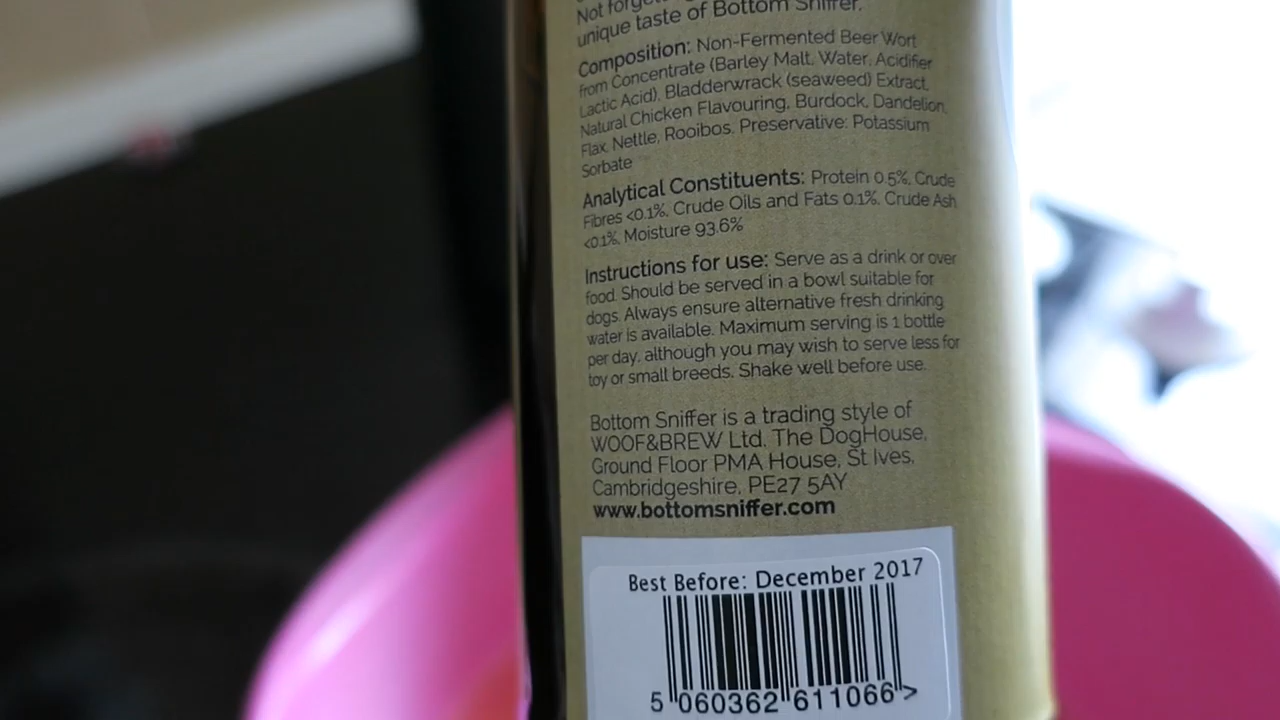 Not forgetting
unique taste of Bottom Sniffer.
Composition: Non-Fermented Beer Wort
from Concentrate (Barley Malt, Water, Acidifier
Lactic Acid), Bladderwrack (seaweed) Extract,
Natural Chicken Flavouring, Burdock, Dandelion,
Flax, Nettle, Rooibos. Preservative: Potassium
Sorbate
Analytical Constituents: Protein 0.5%, Crude
Fibres <0.1%, Crude Oils and Fats 0.1%, Crude Ash
<0.1%, Moisture 93.6%
Instructions for use: Serve as a drink or over
food. Should be served in a bowl suitable for
dogs. Always ensure alternative fresh drinking
water is available. Maximum serving is 1 bottle
per day, although you may wish to serve less for
toy or small breeds. Shake well before use.
Bottom Sniffer is a trading style of
WOOF&BREW Ltd. The DogHouse,
Ground Floor PMA House, St Ives,
Cambridgeshire, PE27 5AY
www.bottomsniffer.com
Best Before: December 2017
5 060362 611066 >